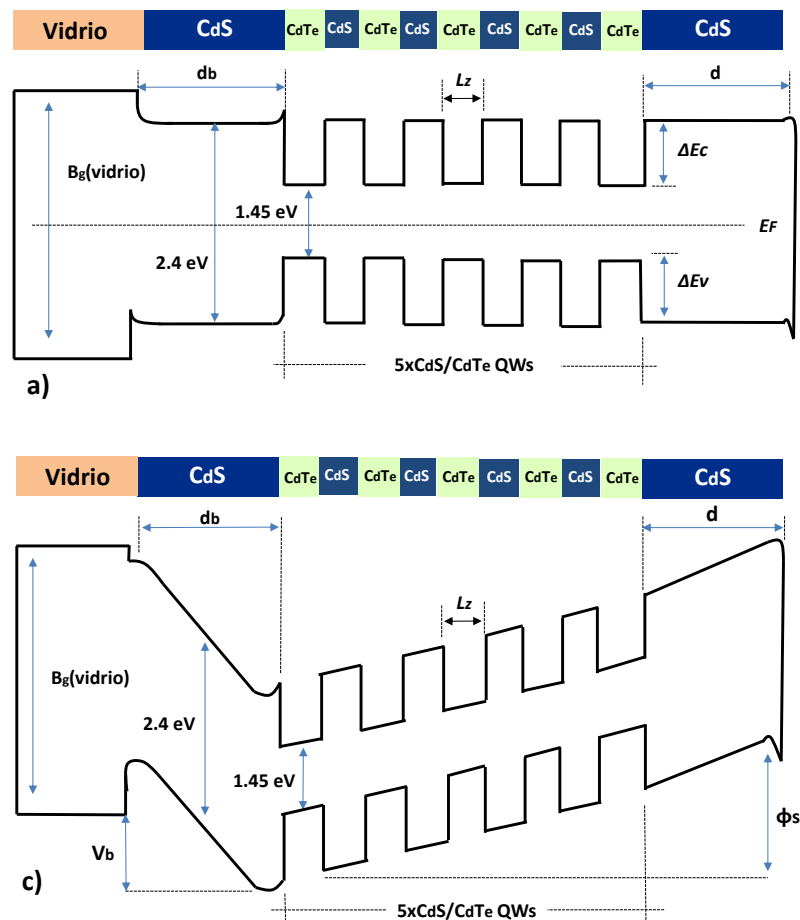 Vidrio CdS CdTe CdS CdTe CdS CdTe CdS CdTe CdS CdTe CdS
db Lz d
ΔEc
Bg(vidrio)
1.45 eV
EF
2.4 eV
ΔEv
5xCdS/CdTe QWs
a)
Vidrio CdS CdTe CdS CdTe CdS CdTe CdS CdTe CdS CdTe CdS
db d
Lz
Bg(vidrio)
2.4 eV
1.45 eV
ϕs
Vb
c)
5xCdS/CdTe QWs